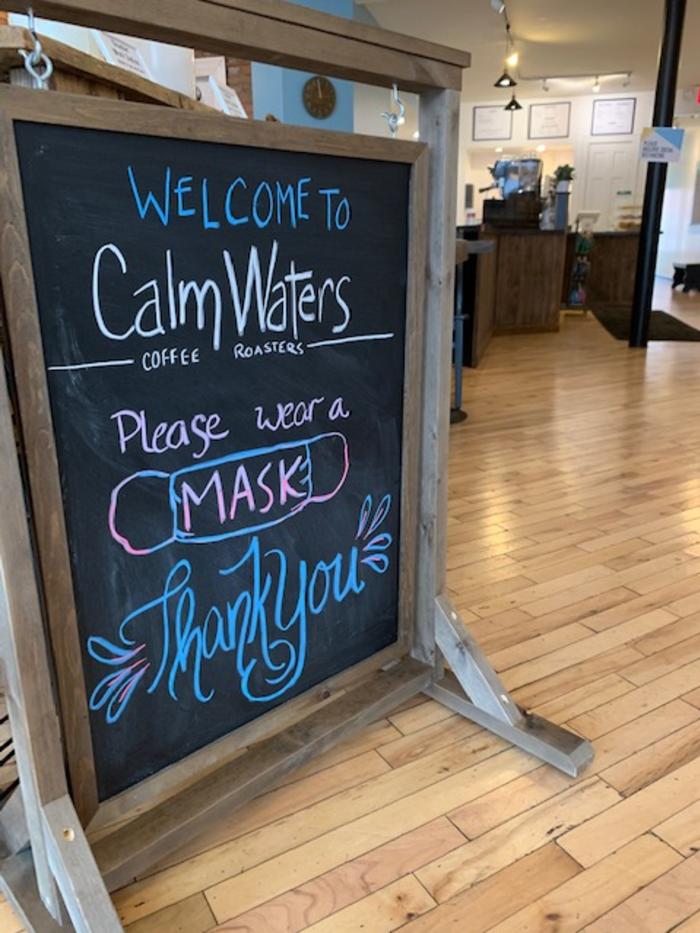 WELCOME TO
Calm Waters
COFFEE ROASTERS
Please wear a
MASK
Thank You